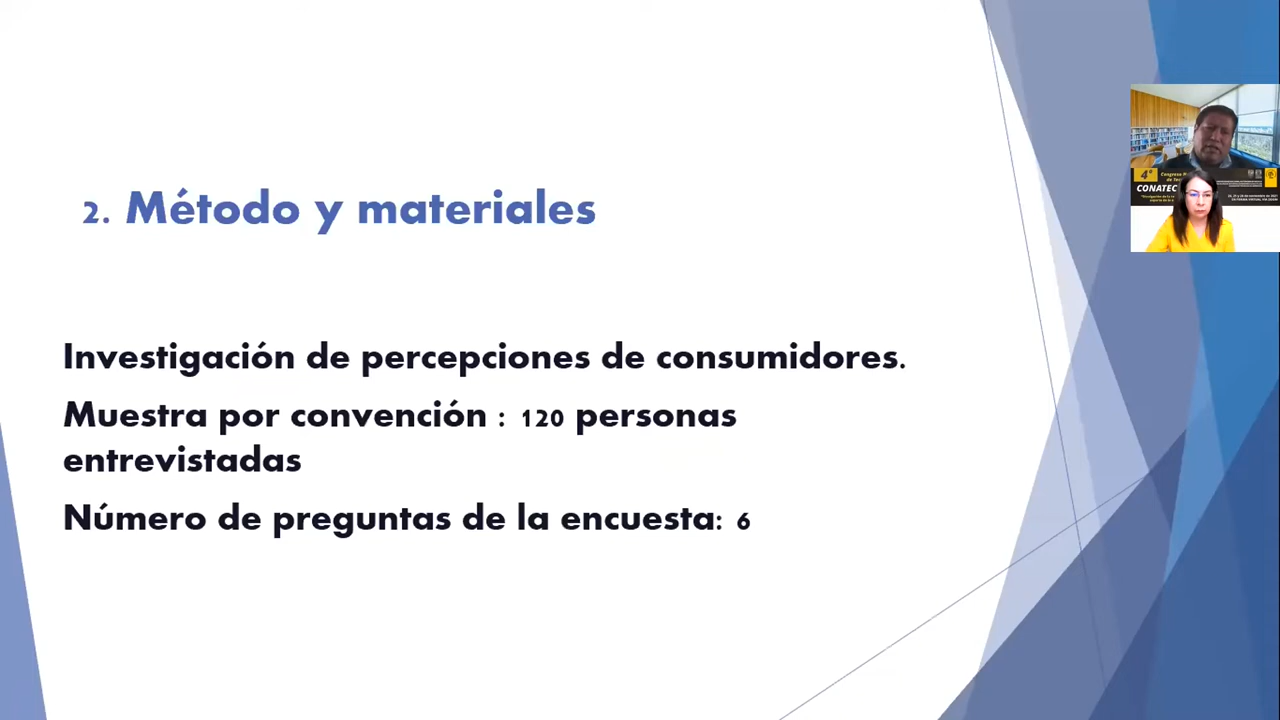 2. Método y materiales
Investigación de percepciones de consumidores.
Muestra por convención : 120 personas
entrevistadas
Número de preguntas de la encuesta: 6
4°
CONATEC